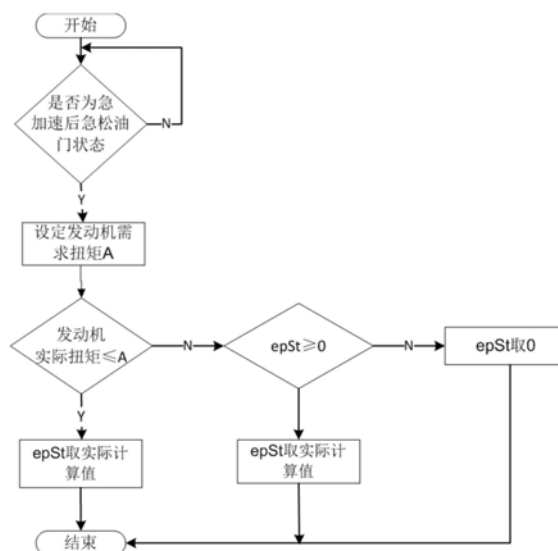 开始
是否为急
加速后急松油
门状态
N
Y
设定发动机需
求扭矩A
发动机
实际扭矩≤A
N
epSt≥0
N
epSt取0
Y
epSt取实际计
算值
epSt取实际计
算值
结束